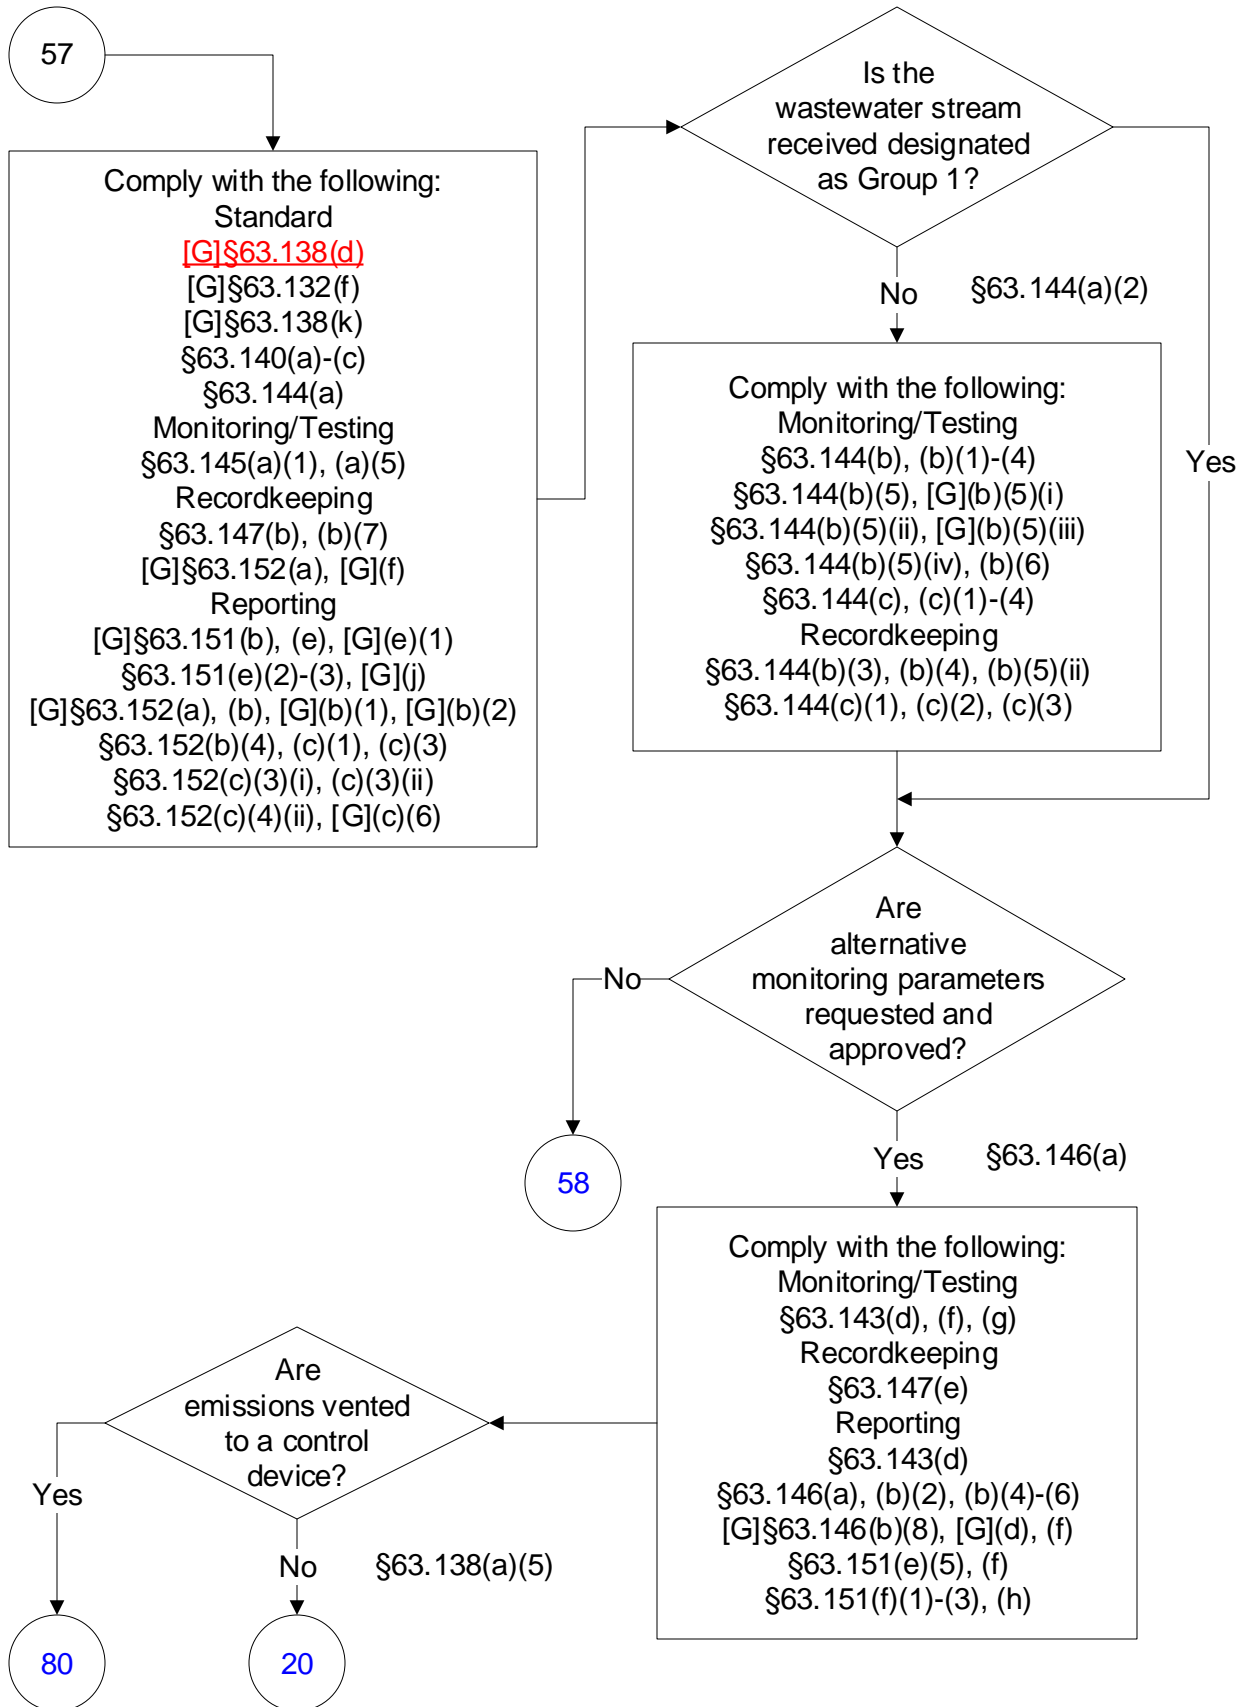 57
Comply with the following:
Standard
[G]§63.138(d)
[G]§63.132(f)
[G]§63.138(k)
§63.140(a)-(c)
§63.144(a)
Monitoring/Testing
§63.145(a)(1), (a)(5)
Recordkeeping
§63.147(b), (b)(7)
[G]§63.152(a), [G](f)
Reporting
[G]§63.151(b), (e), [G](e)(1)
§63.151(e)(2)-(3), [G](j)
[G]§63.152(a), (b), [G](b)(1), [G](b)(2)
§63.152(b)(4), (c)(1), (c)(3)
§63.152(c)(3)(i), (c)(3)(ii)
§63.152(c)(4)(ii), [G](c)(6)
Is the
wastewater stream
received designated
as Group 1?
No §63.144(a)(2)
Yes
Comply with the following:
Monitoring/Testing
§63.144(b), (b)(1)-(4)
§63.144(b)(5), [G](b)(5)(i)
§63.144(b)(5)(ii), [G](b)(5)(iii)
§63.144(b)(5)(iv), (b)(6)
§63.144(c), (c)(1)-(4)
Recordkeeping
§63.144(b)(3), (b)(4), (b)(5)(ii)
§63.144(c)(1), (c)(2), (c)(3)
Are
alternative
monitoring parameters
requested and
approved?
No
58
Yes §63.146(a)
Comply with the following:
Monitoring/Testing
§63.143(d), (f), (g)
Recordkeeping
§63.147(e)
Reporting
§63.143(d)
§63.146(a), (b)(2), (b)(4)-(6)
[G]§63.146(b)(8), [G](d), (f)
§63.151(e)(5), (f)
§63.151(f)(1)-(3), (h)
Are
emissions vented
to a control
device?
Yes
No §63.138(a)(5)
80
20